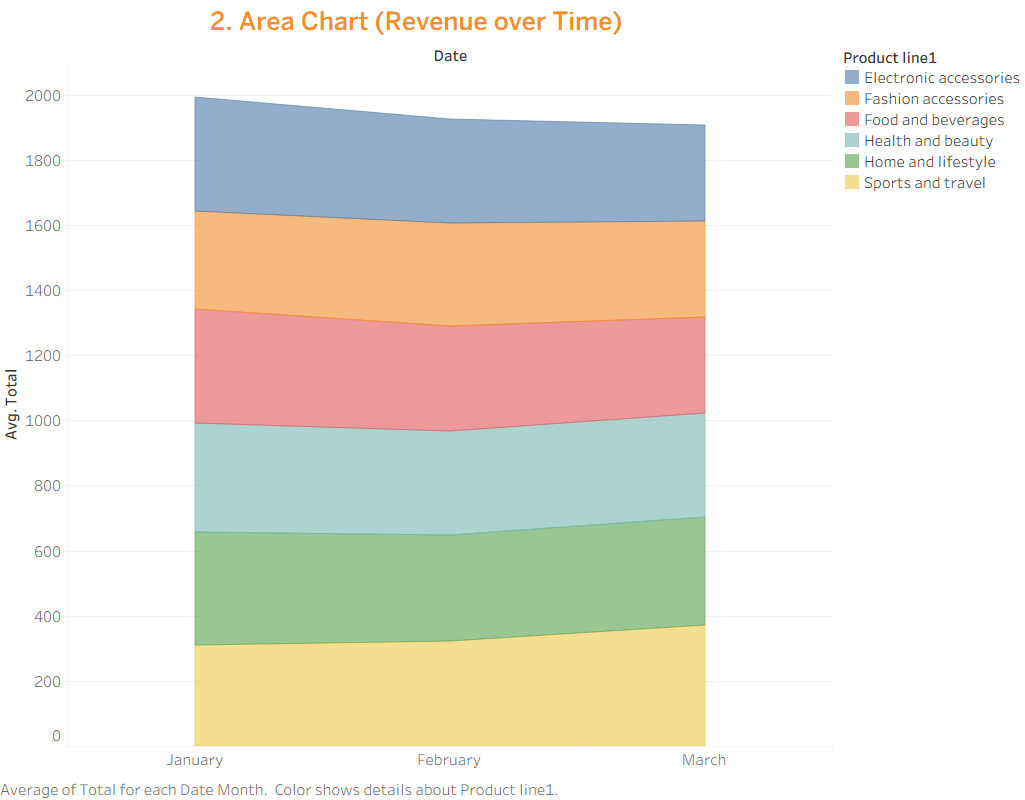 2. Area Chart (Revenue over Time)
Date
Product line1
Electronic accessories
Fashion accessories
Food and beverages
Health and beauty
Home and lifestyle
Sports and travel
Avg. Total
2000
1800
1600
1400
1200
1000
800
600
400
200
0
January February March
Average of Total for each Date Month. Color shows details about Product line1.